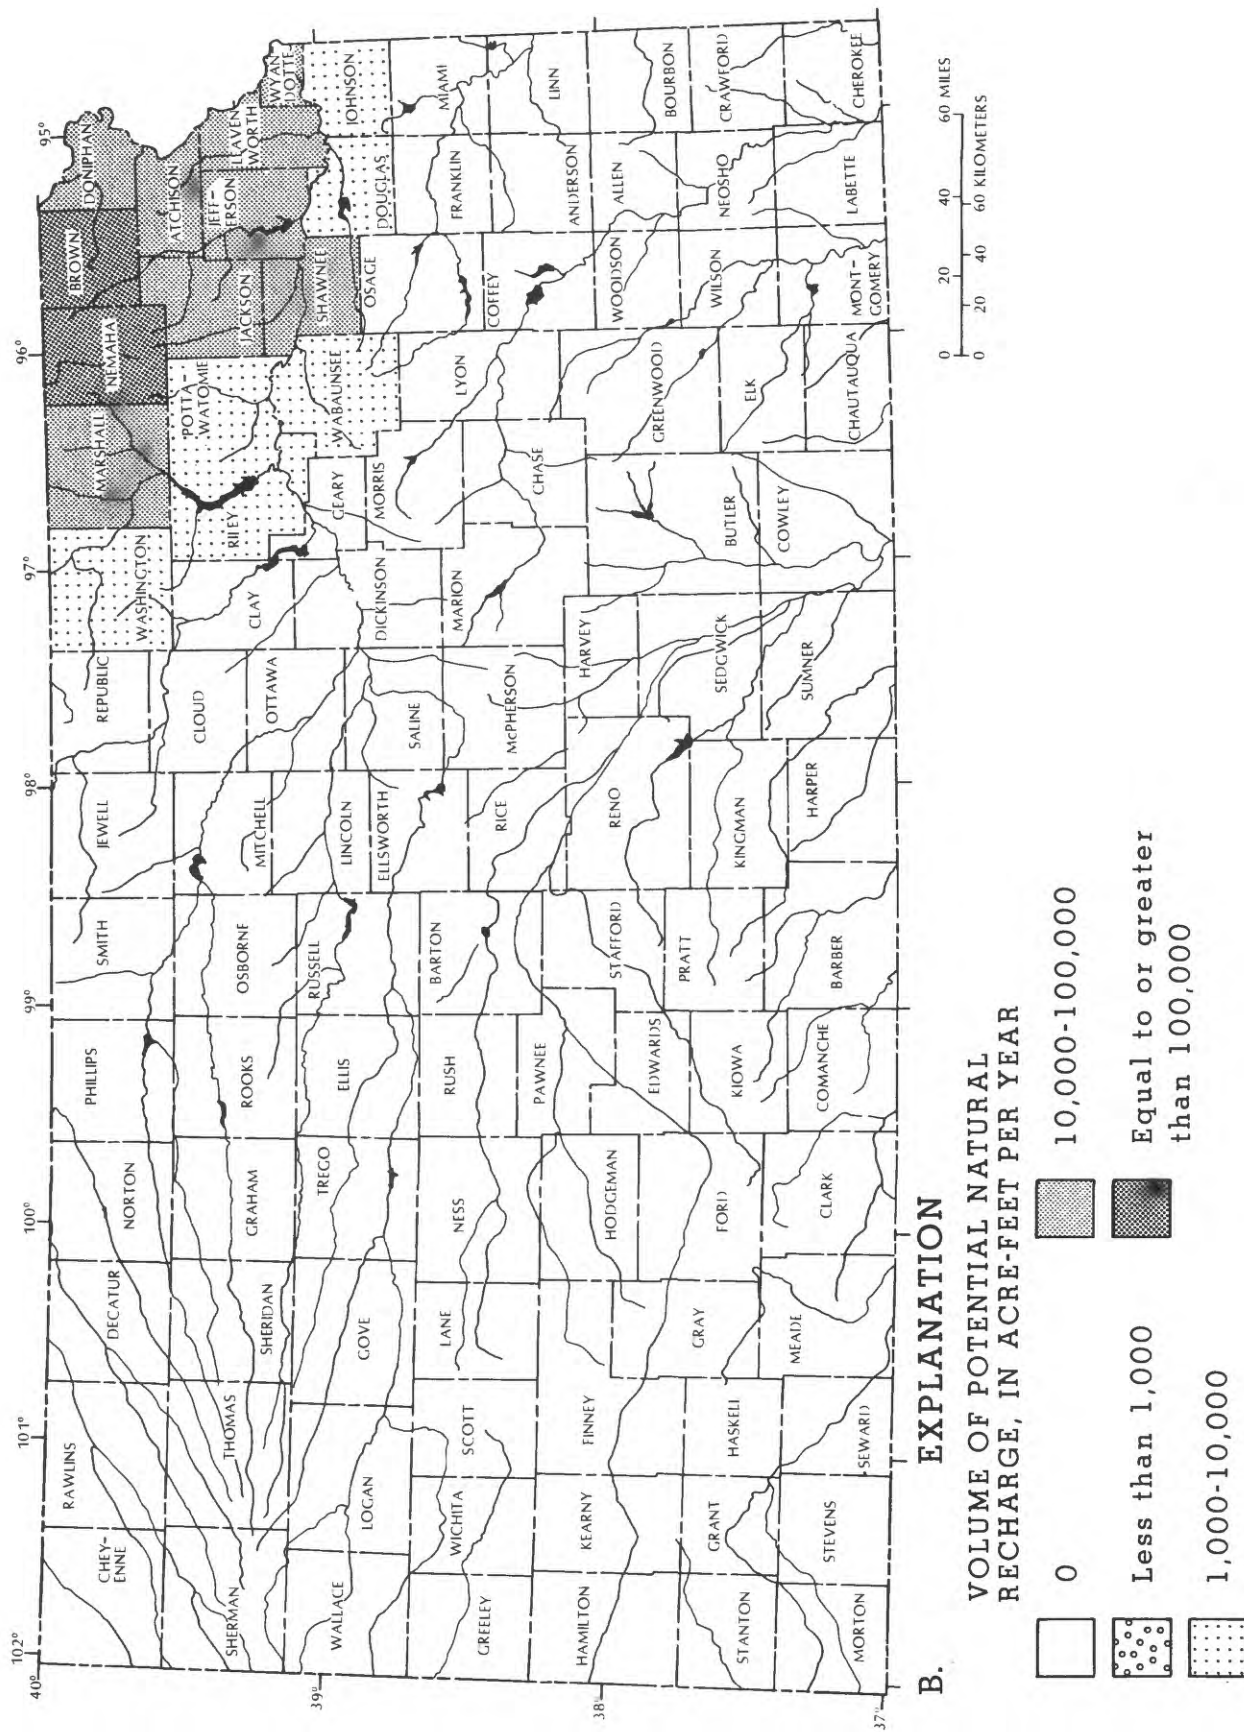 102°
101°
100°
99°
98°
97°
96°
95°
40°
39°
38°
37°
CHEY-
ENNE
RAWLINS
DECATUR
NORTON
PHILLIPS
SMITH
JEWELL
REPUBLIC
WASHINGTON
MARSHALL
NEMAHA
BROWN
DONIPHAN
SHERMAN
THOMAS
SHERIDAN
GRAHAM
ROOKS
OSBORNE
MITCHELL
CLOUD
CLAY
RILEY
POTTA-
WATOMIE
JACKSON
ATCHISON
JEFF-
ERSON
LEAVEN
WORTH
WYAN
DOTTE
WALLACE
LOGAN
GOVE
TREGO
ELLIS
RUSSELL
LINCOLN
OTTAWA
ELLSWORTH
SALINE
DICKINSON
GEARY
MORRIS
WABAUNSEE
SHAWNEE
OSAGE
DOUGLAS
JOHNSON
GREELEY
WICHITA
SCOTT
LANE
NESS
RUSH
BARTON
RICE
McPHERSON
MARION
CHASE
LYON
COFFEY
FRANKLIN
MIAMI
ANDERSON
LINN
HAMILTON
KEARNY
FINNEY
HODGEMAN
PAWNEE
STAFFORD
RENO
HARVEY
BUTLER
GREENWOOD
WOODSON
ALLEN
BOURBON
EDWARDS
FORD
GRAY
STANTON
GRANT
HASKELL
KIOWA
PRATT
KINGMAN
SEDGWICK
ELK
WILSON
NEOSHO
CRAWFORD
MORTON
STEVENS
SEWARD
MEADE
CLARK
COMANCHE
BARBER
HARPER
SUMNER
COWLEY
CHAUTAUQUA
MONT-
GOMERY
LABETTE
CHEROKEE
0 20 40 60 MILES
0 20 40 60 KILOMETERS
B. EXPLANATION
VOLUME OF POTENTIAL NATURAL
RECHARGE, IN ACRE-FEET PER YEAR
0
Less than 1,000
1,000-10,000
10,000-100,000
Equal to or greater
than 100,000